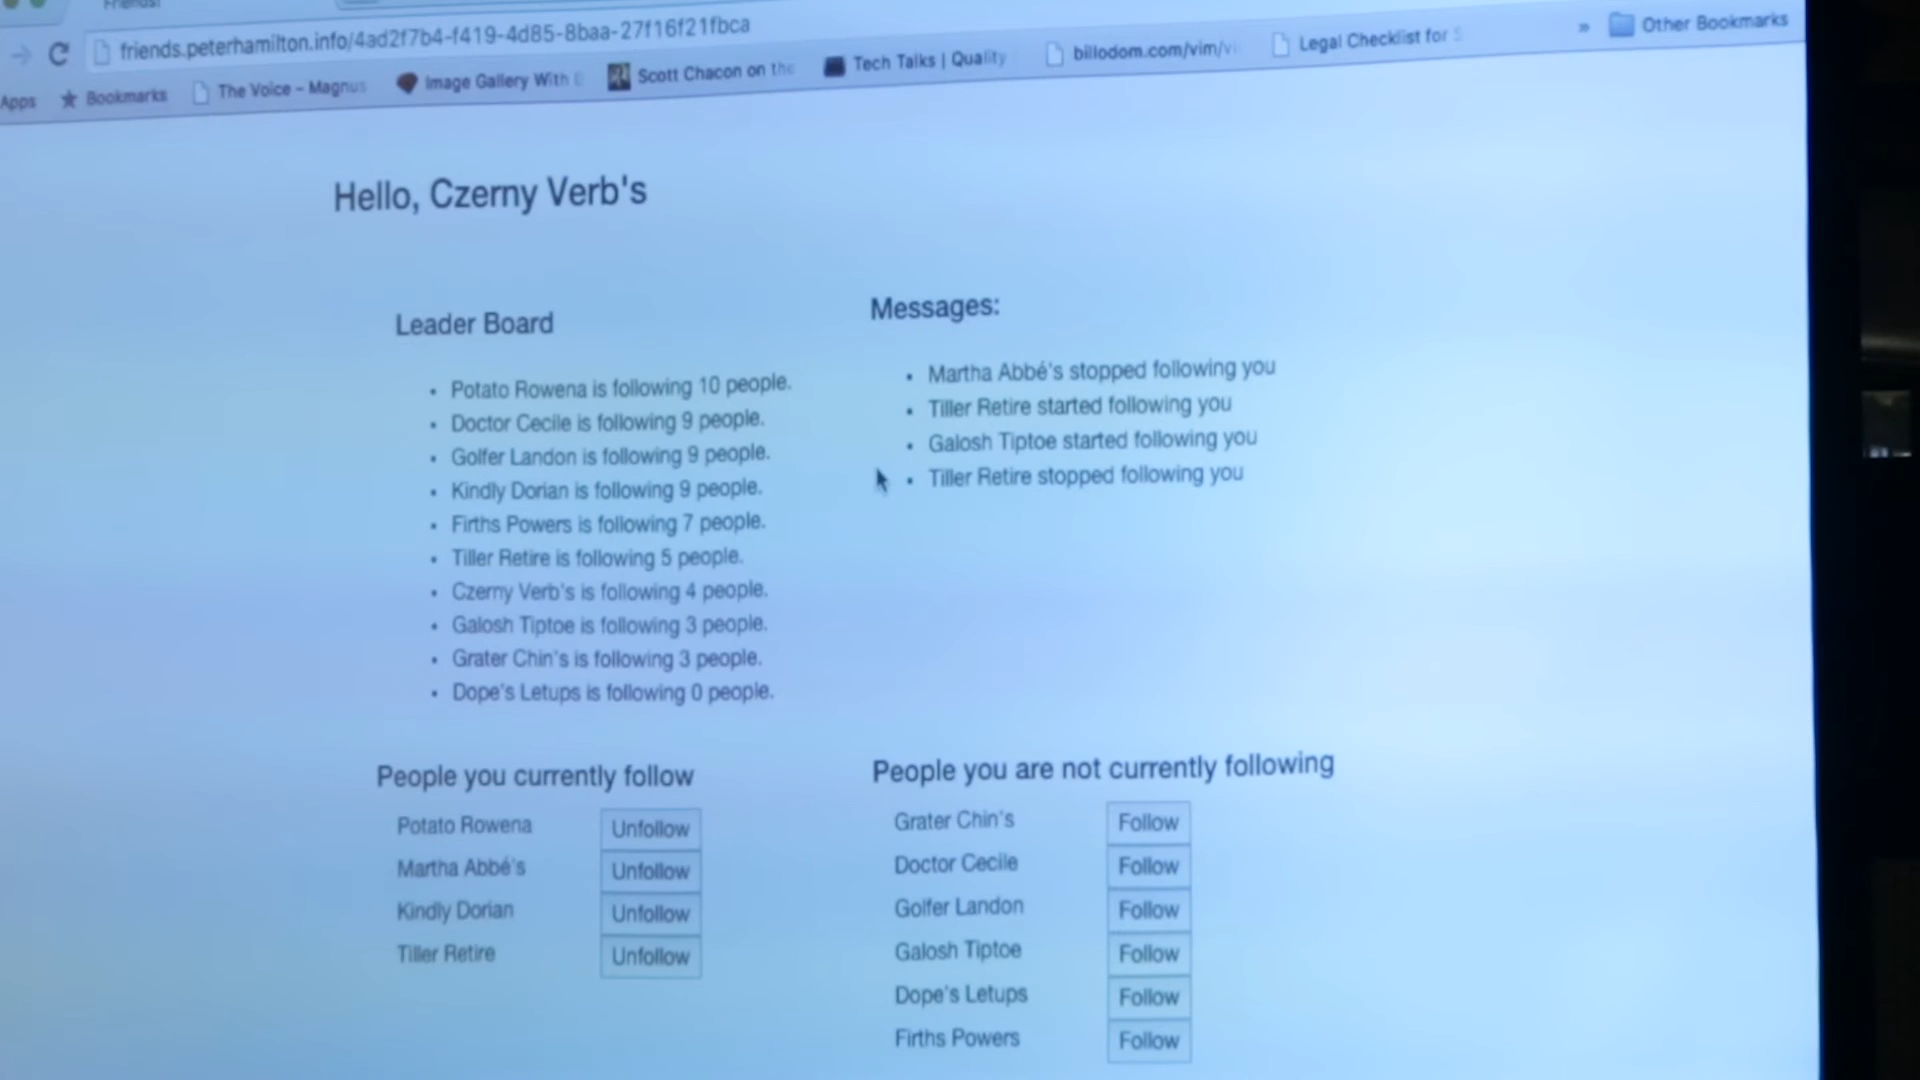 Friends!
friends.peterhamilton.info/4ad2f7b4-f419-4d85-8baa-27f16f21fbca
Apps Bookmarks The Voice – Magnus Image Gallery With Scott Chacon on the Tech Talks | Quality billodom.com/vim/vi Legal Checklist for S » Other Bookmarks
Hello, Czerny Verb's
Leader Board
• Potato Rowena is following 10 people.
• Doctor Cecile is following 9 people.
• Golfer Landon is following 9 people.
• Kindly Dorian is following 9 people.
• Firths Powers is following 7 people.
• Tiller Retire is following 5 people.
• Czerny Verb's is following 4 people.
• Galosh Tiptoe is following 3 people.
• Grater Chin's is following 3 people.
• Dope's Letups is following 0 people.
Messages:
• Martha Abbé's stopped following you
• Tiller Retire started following you
• Galosh Tiptoe started following you
• Tiller Retire stopped following you
People you currently follow
Potato Rowena Unfollow
Martha Abbé's Unfollow
Kindly Dorian Unfollow
Tiller Retire Unfollow
People you are not currently following
Grater Chin's Follow
Doctor Cecile Follow
Golfer Landon Follow
Galosh Tiptoe Follow
Dope's Letups Follow
Firths Powers Follow